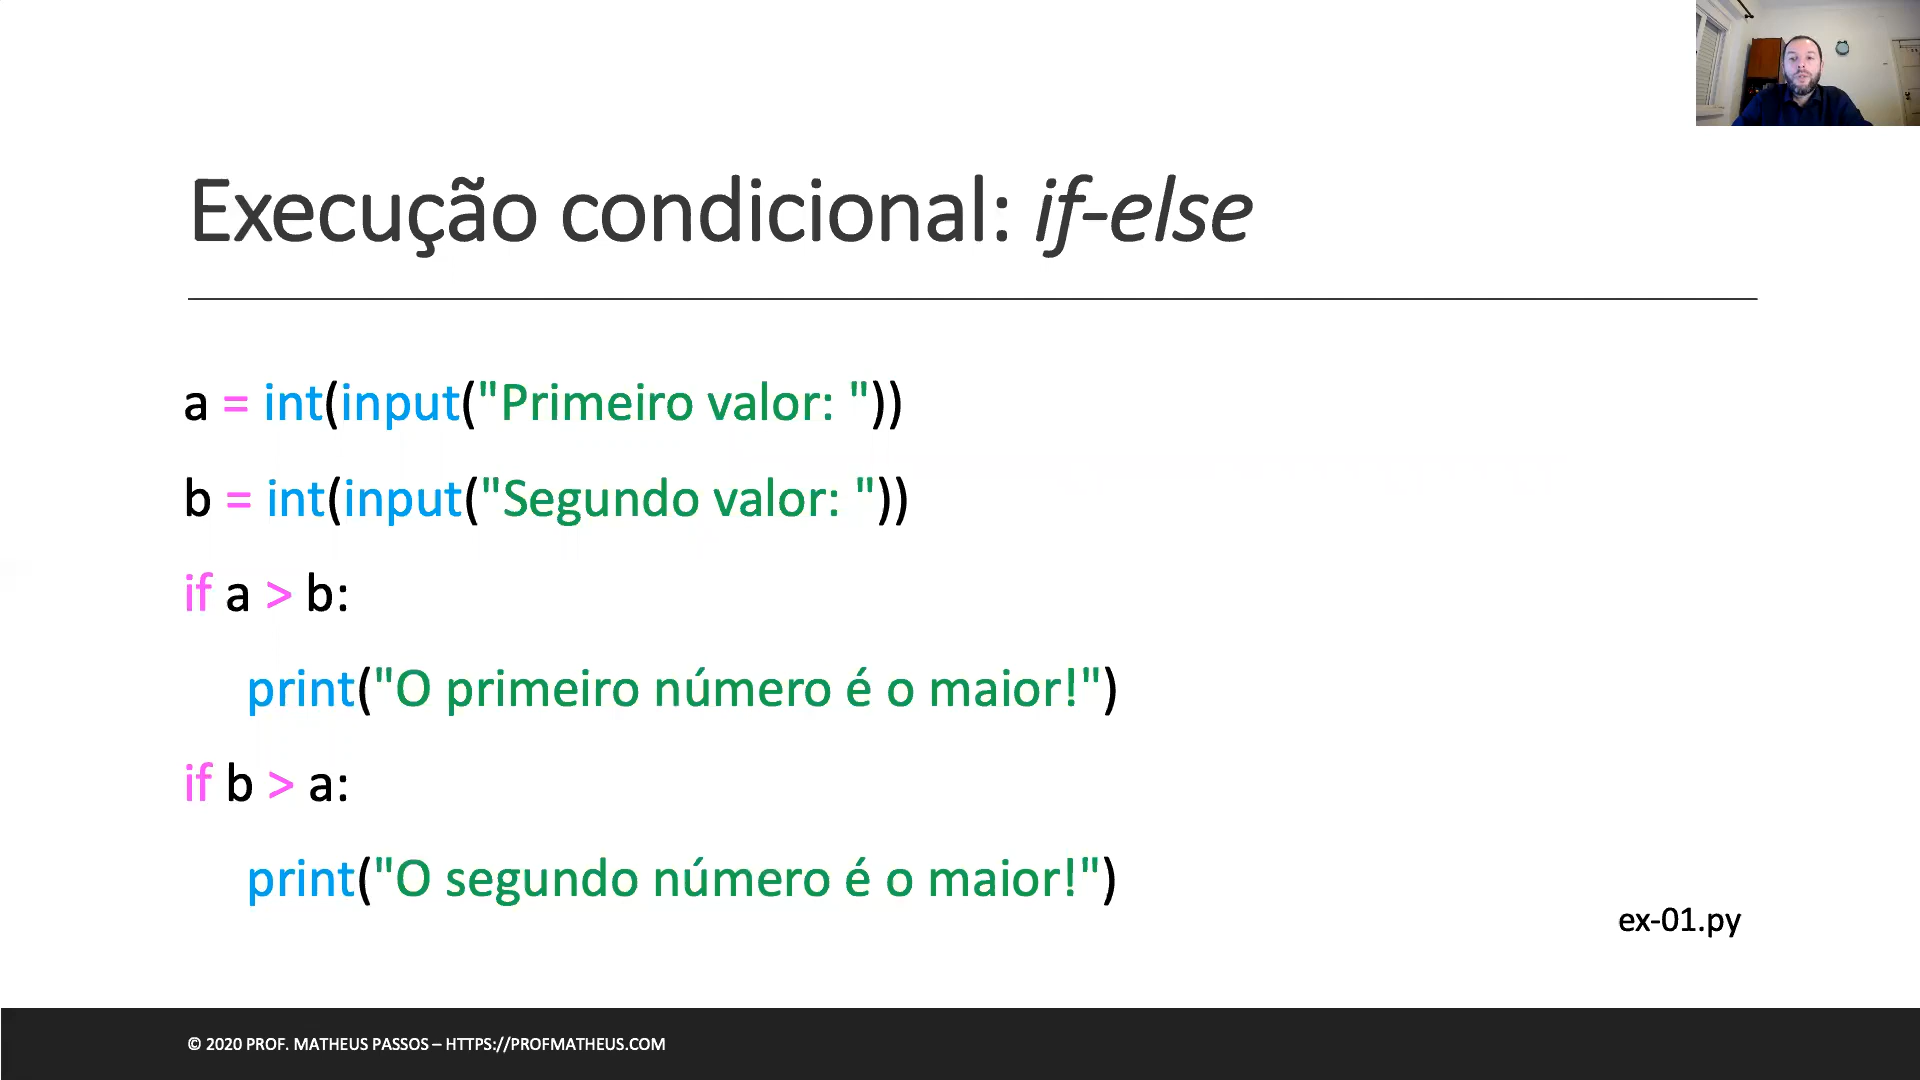 Execução condicional: if-else
a = int(input("Primeiro valor: "))
b = int(input("Segundo valor: "))
if a > b:
print("O primeiro número é o maior!")
if b > a:
print("O segundo número é o maior!")
ex-01.py
© 2020 PROF. MATHEUS PASSOS – HTTPS://PROFMATHEUS.COM